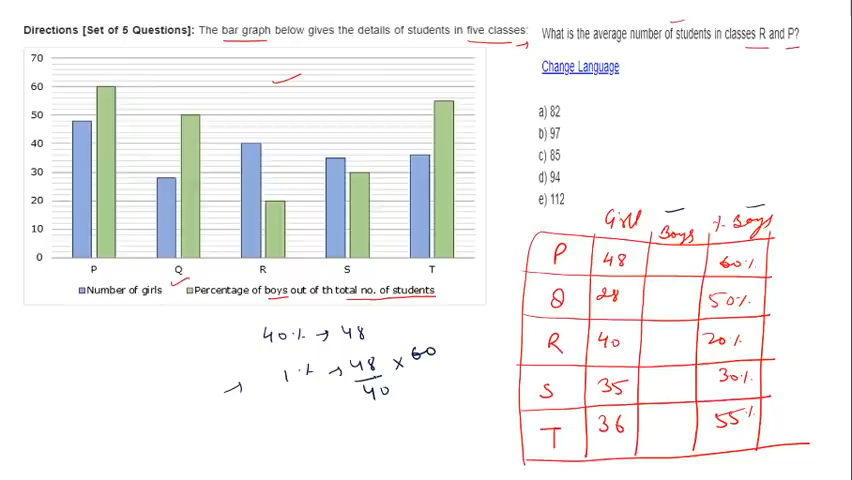 Directions [Set of 5 Questions]: The bar graph below gives the details of students in five classes:
70
60
50
40
30
20
10
0
P Q R S T
Number of girls Percentage of boys out of th total no. of students
What is the average number of students in classes R and P?
Change Language
a) 82
b) 97
c) 85
d) 94
e) 112
40% → 48
1% → 48/40 × 60
Girl Boys % Boys
P 48 60%
Q 28 50%
R 40 20%
S 35 30%
T 36 55%